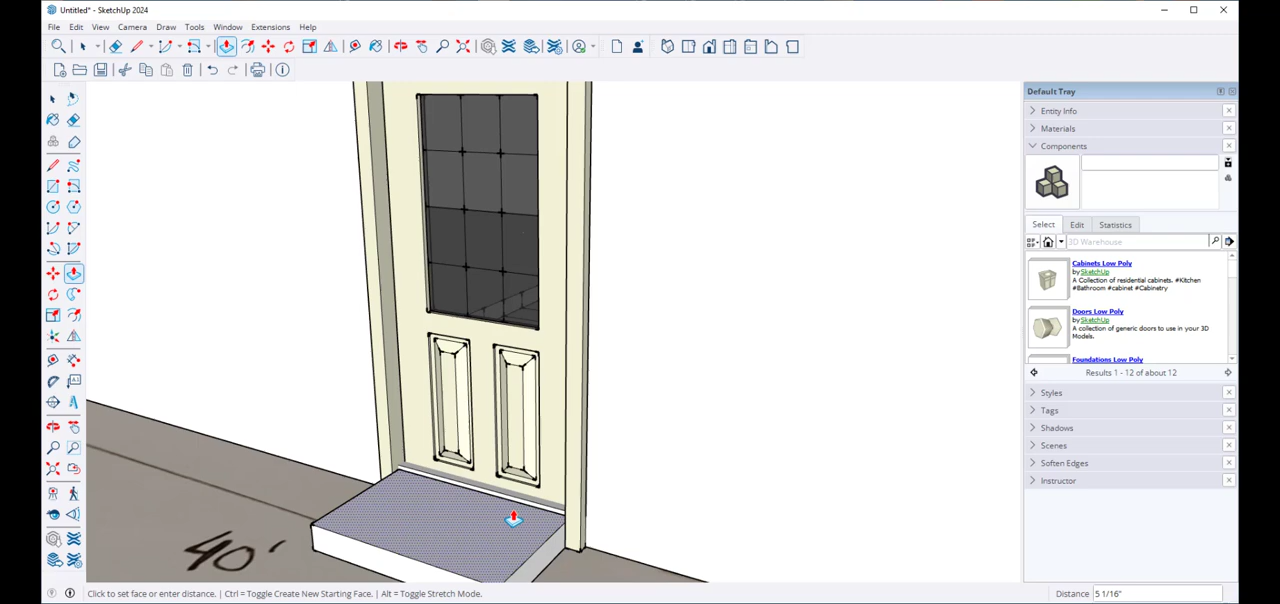 Untitled* - SketchUp 2024
File Edit View Camera Draw Tools Window Extensions Help
Default Tray
Entity Info
Materials
Components
Select Edit Statistics
3D Warehouse
Cabinets Low Poly
by SketchUp
A Collection of residential cabinets. #Kitchen
#Bathroom #cabinet #Cabinetry
Doors Low Poly
by SketchUp
A collection of generic doors to use in your 3D
Models.
Foundations Low Poly
Results 1 - 12 of about 12
Styles
Tags
Shadows
Scenes
Soften Edges
Instructor
40'
Click to set face or enter distance. | Ctrl = Toggle Create New Starting Face. | Alt = Toggle Stretch Mode.
Distance 5 1/16"